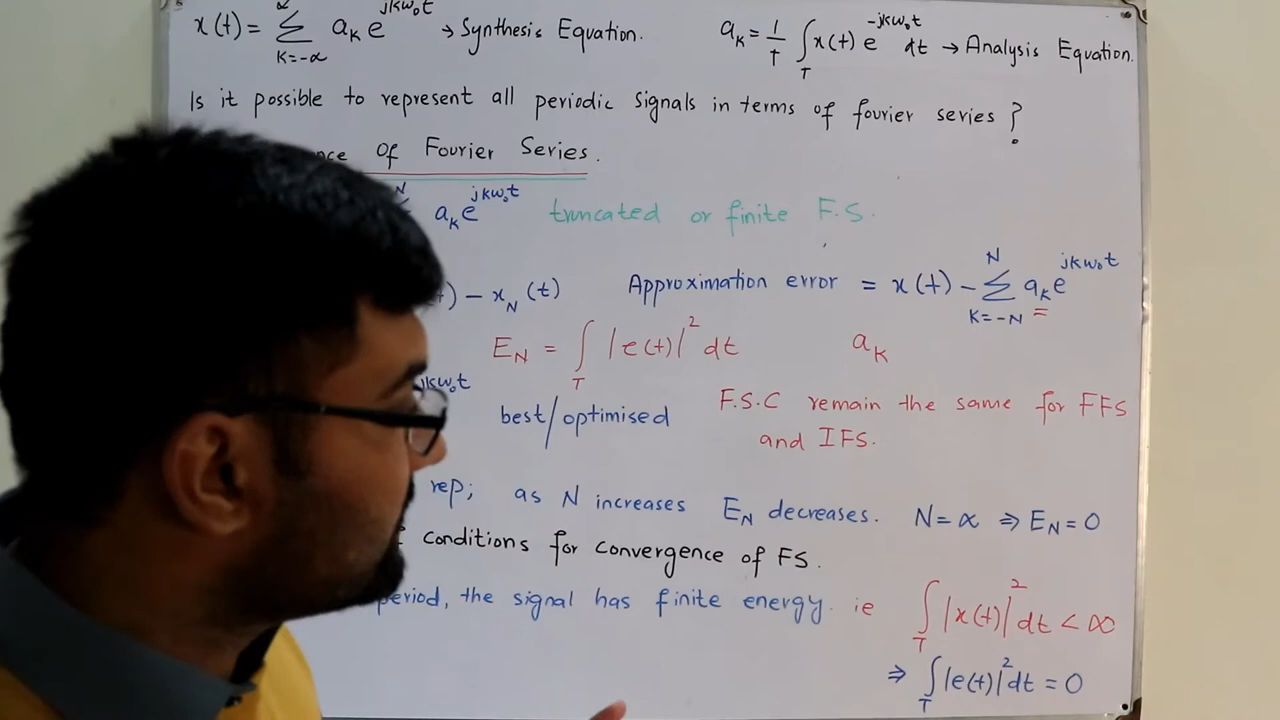 x(t) = ∑_{K=-∝}^{∝} a_K e^{jkω₀t} → Synthesis Equation. a_K = 1/T ∫_T x(t) e^{-jkω₀t} dt → Analysis Equation.
Is it possible to represent all periodic signals in terms of fourier series ?
of Fourier Series.
N a_K e^{jkω₀t} truncated or finite F.S.
) - x_N (t) Approximation error = x(t) - ∑_{K=-N}^{N} a_K e^{jkω₀t}
E_N = ∫_T |e(t)|² dt a_K
jkω₀t best/optimised F.S.C remain the same for FFS
and IFS.
rep; as N increases E_N decreases. N = ∝ ⇒ E_N = 0
conditions for convergence of FS.
period, the signal has finite energy. ie ∫_T |x(t)|² dt < ∞
⇒ ∫_T |e(t)|² dt = 0